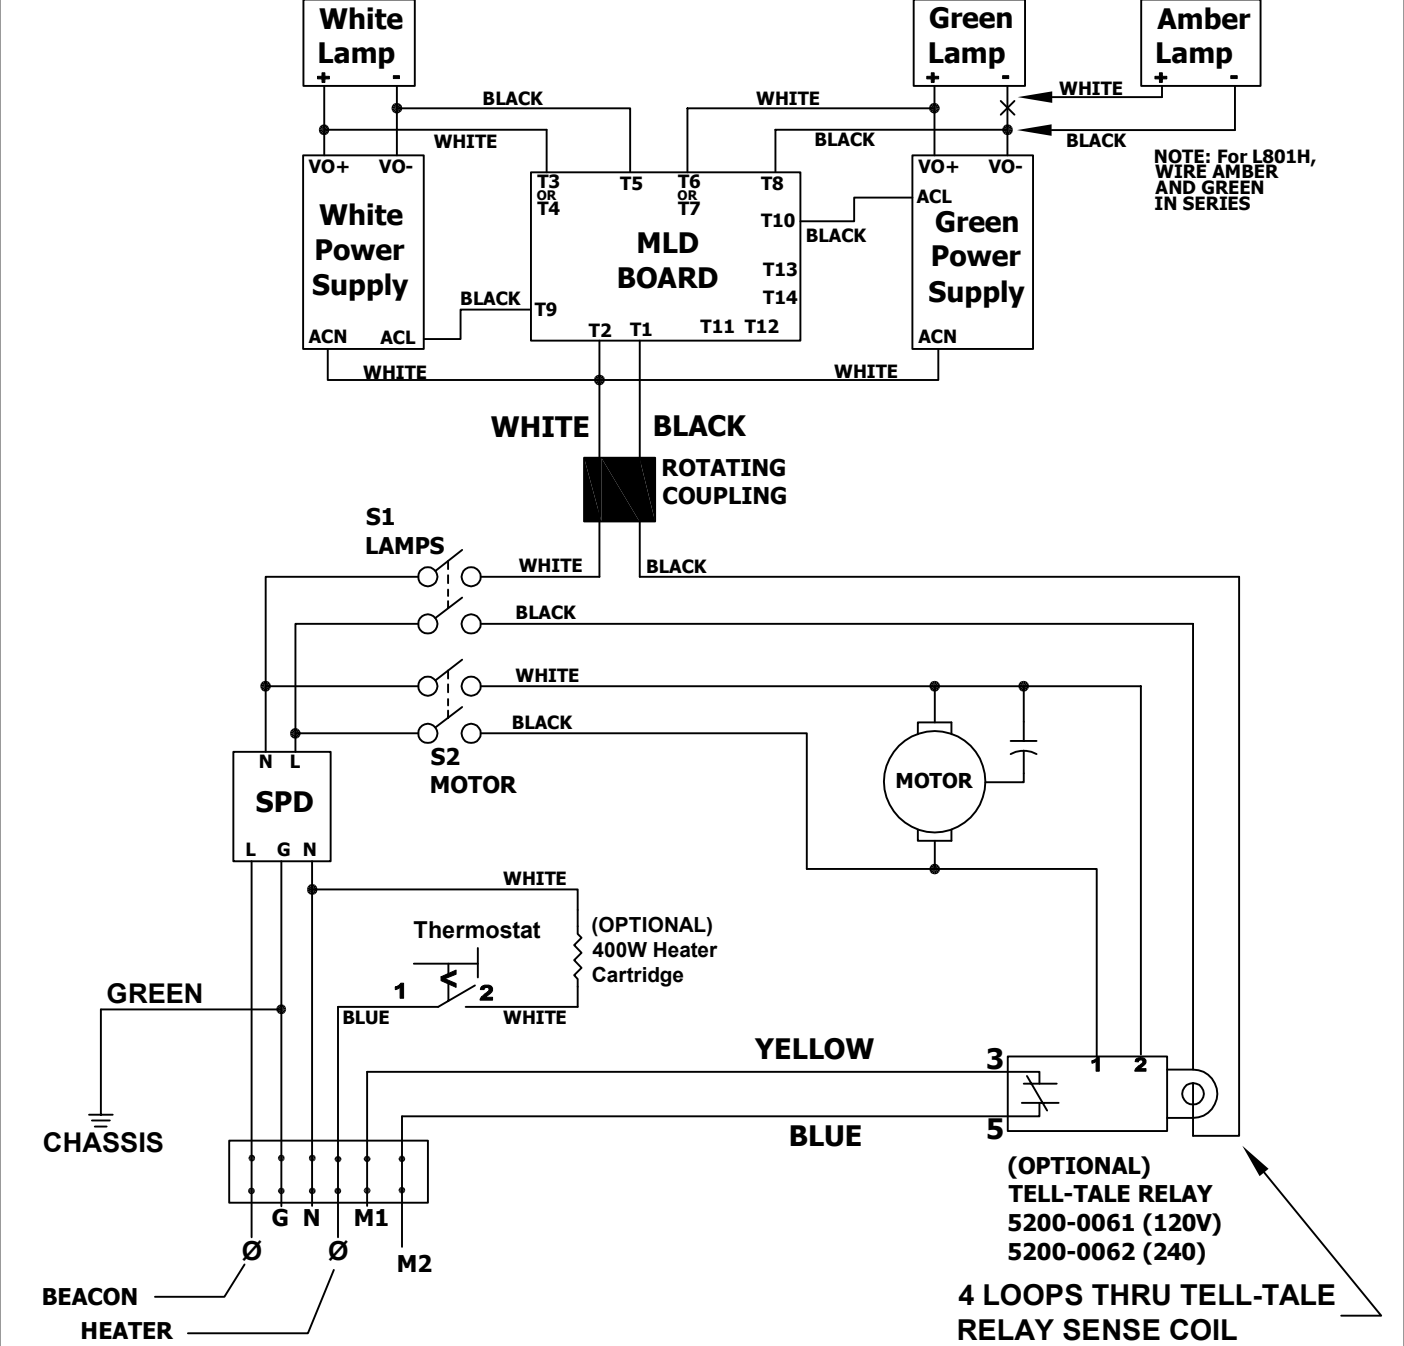 White
Lamp
+ -
Green
Lamp
+ -
Amber
Lamp
+ -
BLACK
WHITE
WHITE
BLACK
WHITE
BLACK
NOTE: For L801H,
WIRE AMBER
AND GREEN
IN SERIES
VO+ VO-
White
Power
Supply
ACN ACL
T3
OR
T4
T5
T6
OR
T7
T8
T10
MLD
BOARD
T13
T14
T9
T2 T1 T11 T12
BLACK
BLACK
VO+ VO-
ACL
Green
Power
Supply
ACN
WHITE
WHITE
WHITE
BLACK
ROTATING
COUPLING
S1
LAMPS
WHITE
BLACK
BLACK
WHITE
BLACK
S2
MOTOR
MOTOR
N L
SPD
L G N
WHITE
Thermostat
1
2
BLUE
WHITE
(OPTIONAL)
400W Heater
Cartridge
GREEN
CHASSIS
YELLOW
BLUE
3
5
1 2
(OPTIONAL)
TELL-TALE RELAY
5200-0061 (120V)
5200-0062 (240)
4 LOOPS THRU TELL-TALE
RELAY SENSE COIL
G N M1
Ø Ø M2
BEACON
HEATER